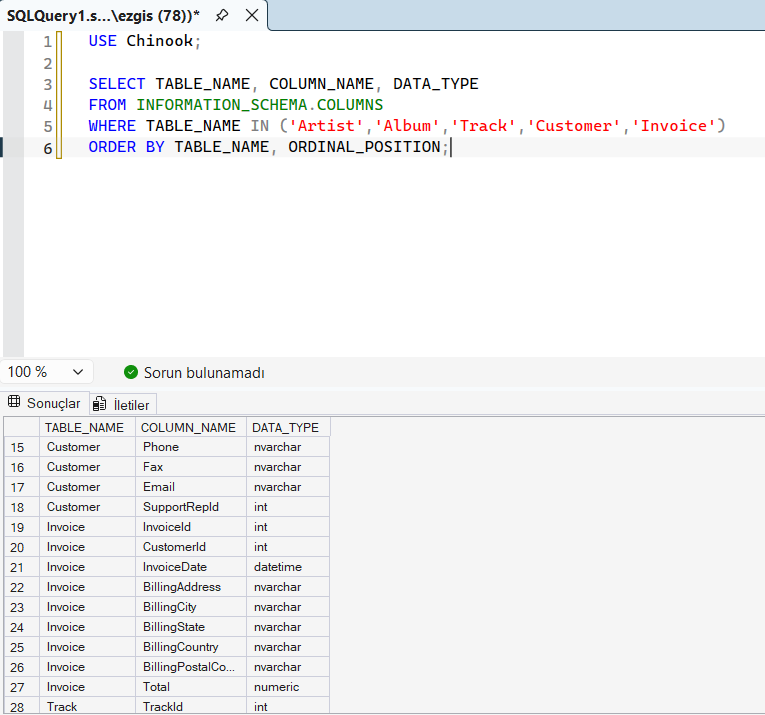 SQLQuery1.s...\ezgis (78))*
1 USE Chinook;
2
3 SELECT TABLE_NAME, COLUMN_NAME, DATA_TYPE
4 FROM INFORMATION_SCHEMA.COLUMNS
5 WHERE TABLE_NAME IN ('Artist','Album','Track','Customer','Invoice')
6 ORDER BY TABLE_NAME, ORDINAL_POSITION;
100 % Sorun bulunamadı
Sonuçlar İletiler
TABLE_NAME COLUMN_NAME DATA_TYPE
15 Customer Phone nvarchar
16 Customer Fax nvarchar
17 Customer Email nvarchar
18 Customer SupportRepId int
19 Invoice InvoiceId int
20 Invoice CustomerId int
21 Invoice InvoiceDate datetime
22 Invoice BillingAddress nvarchar
23 Invoice BillingCity nvarchar
24 Invoice BillingState nvarchar
25 Invoice BillingCountry nvarchar
26 Invoice BillingPostalCo... nvarchar
27 Invoice Total numeric
28 Track TrackId int